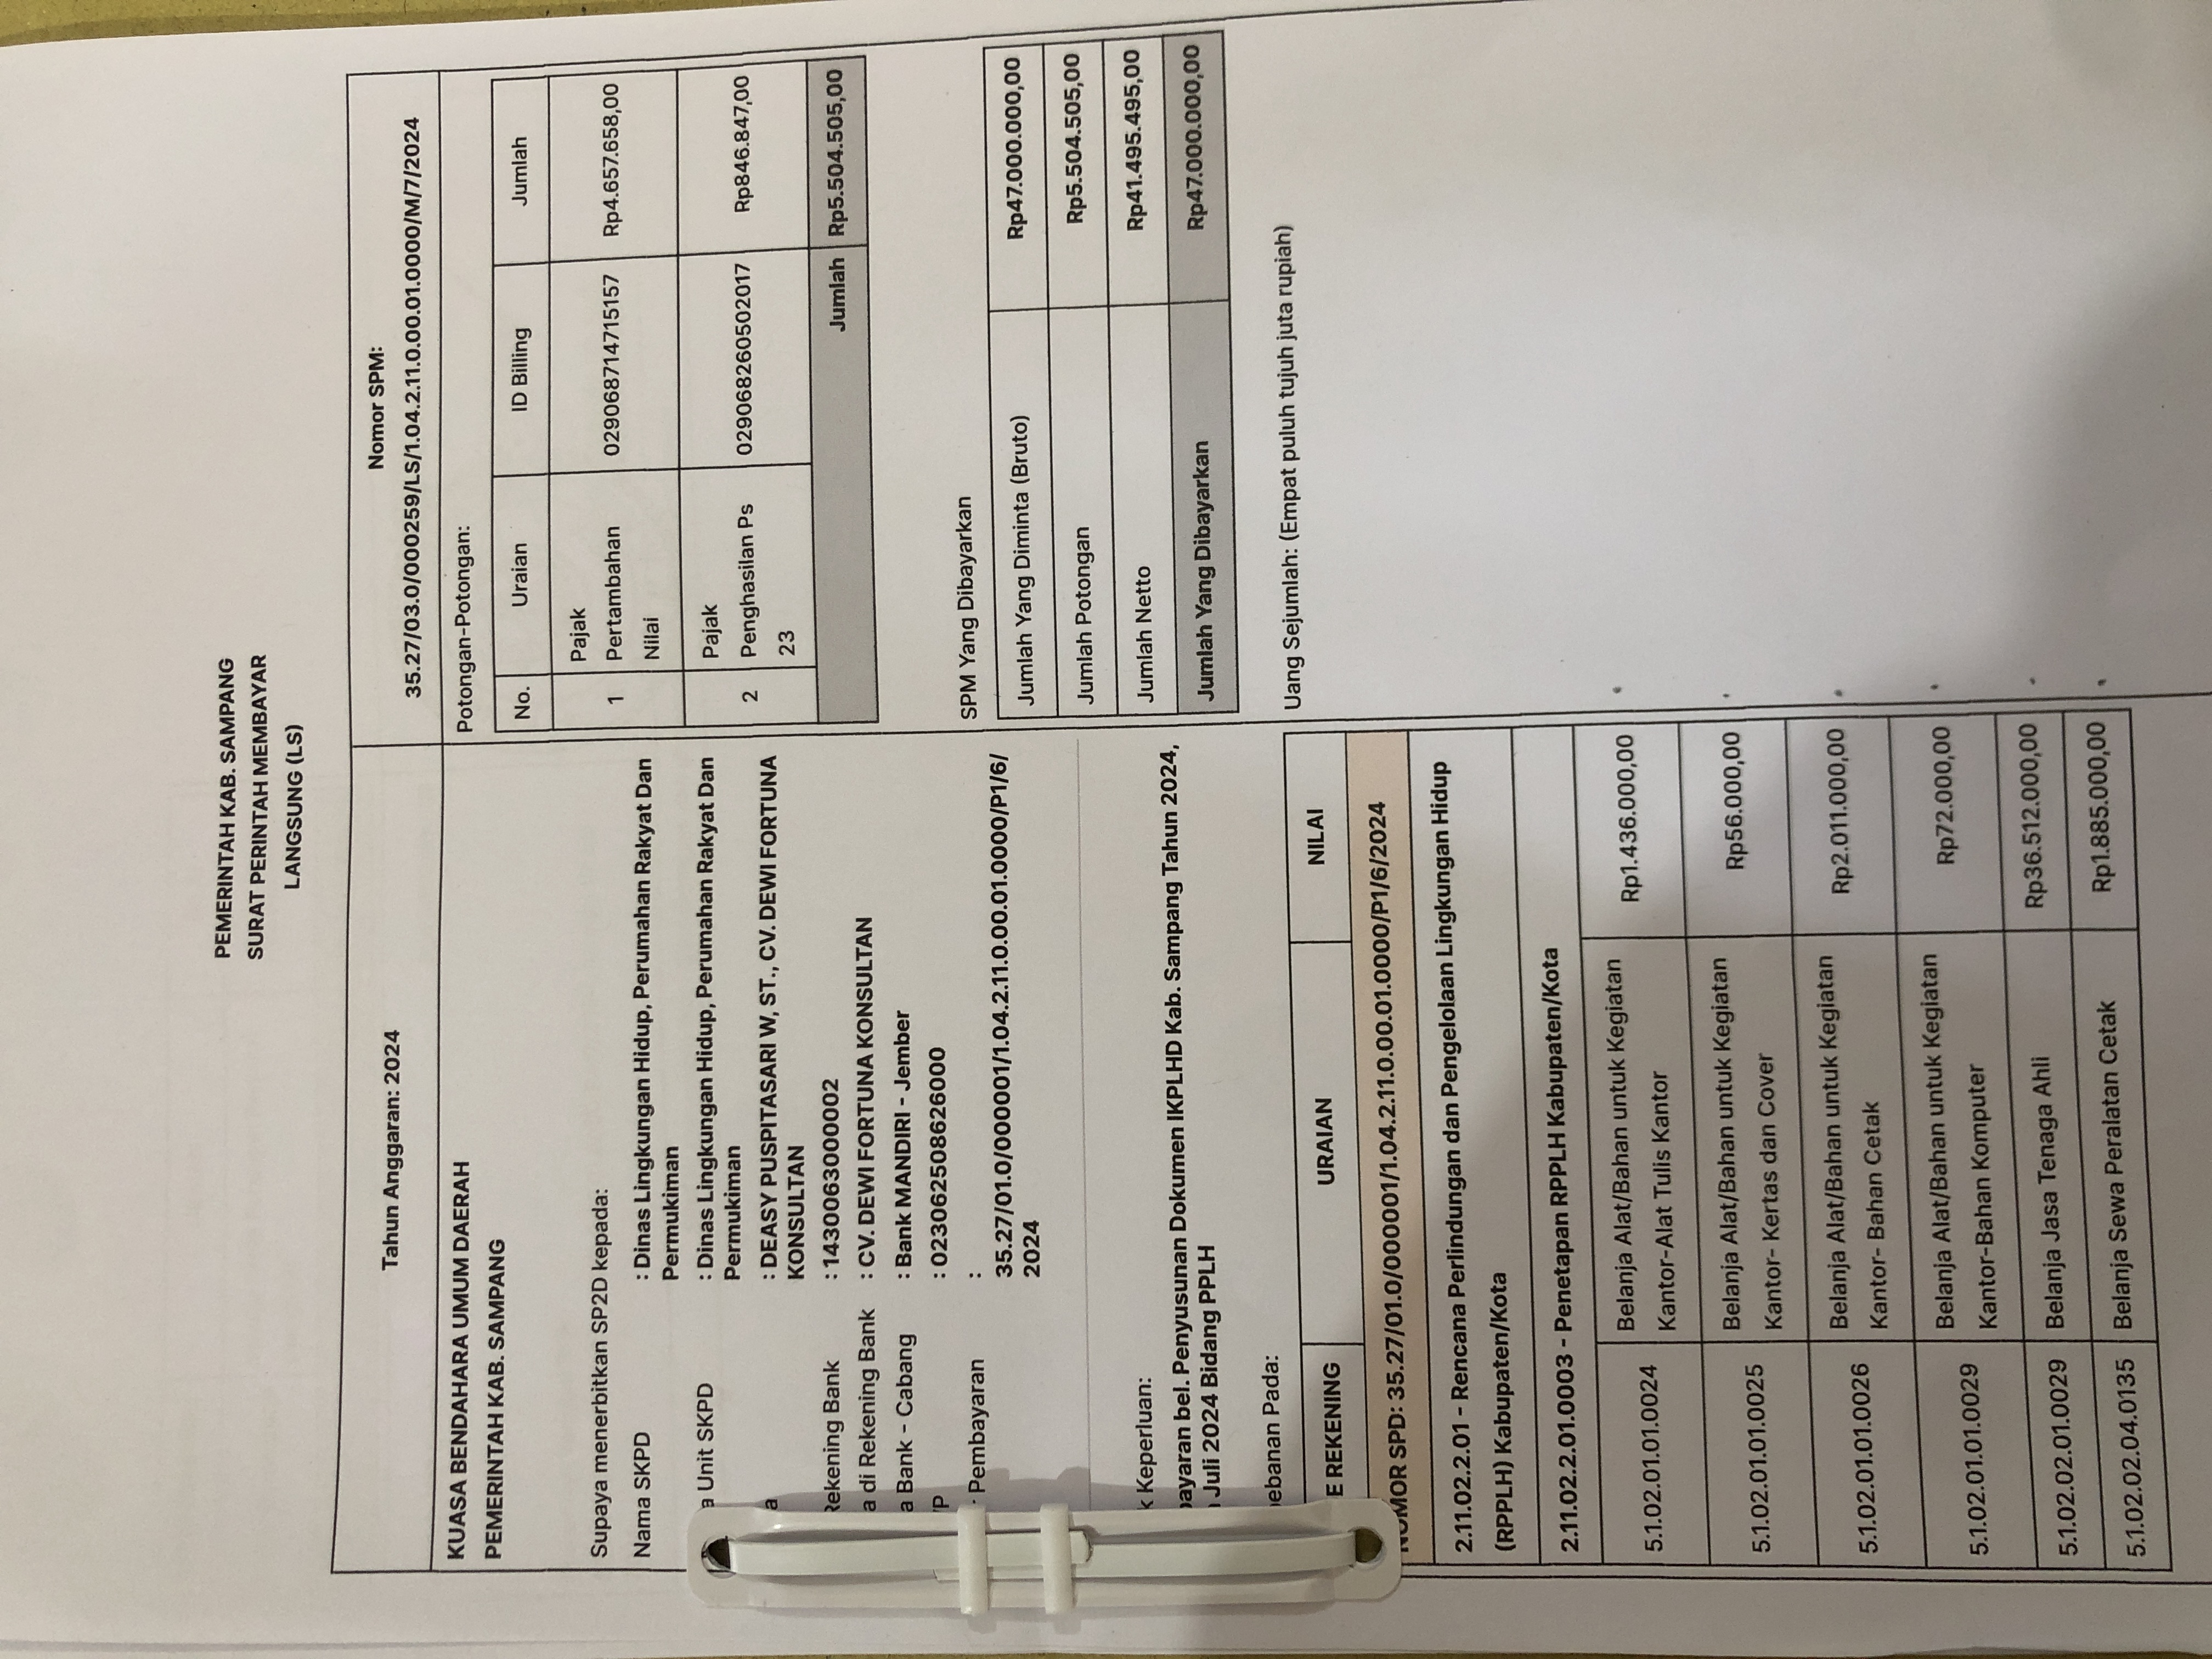 PEMERINTAH KAB. SAMPANG
SURAT PERINTAH MEMBAYAR
LANGSUNG (LS)
Tahun Anggaran: 2024
Nomor SPM:
35.27/03.0/000259/LS/1.04.2.11.0.00.01.0000/M/7/2024
KUASA BENDAHARA UMUM DAERAH
PEMERINTAH KAB. SAMPANG
Supaya menerbitkan SP2D kepada:
Nama SKPD : Dinas Lingkungan Hidup, Perumahan Rakyat Dan
Permukiman
a Unit SKPD : Dinas Lingkungan Hidup, Perumahan Rakyat Dan
Permukiman
a : DEASY PUSPITASARI W, ST., CV. DEWI FORTUNA
KONSULTAN
Rekening Bank : 1430063000002
a di Rekening Bank : CV. DEWI FORTUNA KONSULTAN
a Bank - Cabang : Bank MANDIRI - Jember
P : 023062508626000
Pembayaran :
35.27/01.0/000001/1.04.2.11.0.00.01.0000/P1/6/
2024
k Keperluan:
ayaran bel. Penyusunan Dokumen IKPLHD Kab. Sampang Tahun 2024,
Juli 2024 Bidang PPLH
ebanan Pada:
E REKENING URAIAN NILAI
NOMOR SPD: 35.27/01.0/000001/1.04.2.11.0.00.01.0000/P1/6/2024
2.11.02.2.01 - Rencana Perlindungan dan Pengelolaan Lingkungan Hidup
(RPPLH) Kabupaten/Kota
2.11.02.2.01.0003 - Penetapan RPPLH Kabupaten/Kota
5.1.02.01.01.0024 Belanja Alat/Bahan untuk Kegiatan Rp1.436.000,00
Kantor-Alat Tulis Kantor
5.1.02.01.01.0025 Belanja Alat/Bahan untuk Kegiatan Rp56.000,00
Kantor- Kertas dan Cover
5.1.02.01.01.0026 Belanja Alat/Bahan untuk Kegiatan Rp2.011.000,00
Kantor- Bahan Cetak
5.1.02.01.01.0029 Belanja Alat/Bahan untuk Kegiatan Rp72.000,00
Kantor-Bahan Komputer
5.1.02.02.01.0029 Belanja Jasa Tenaga Ahli Rp36.512.000,00
5.1.02.02.04.0135 Belanja Sewa Peralatan Cetak Rp1.885.000,00
Potongan-Potongan:
No. Uraian ID Billing Jumlah
1 Pajak
Pertambahan 029068714715157 Rp4.657.658,00
Nilai
2 Pajak
Penghasilan Ps 029068260502017 Rp846.847,00
23
Jumlah Rp5.504.505,00
SPM Yang Dibayarkan
Jumlah Yang Diminta (Bruto) Rp47.000.000,00
Jumlah Potongan Rp5.504.505,00
Jumlah Netto Rp41.495.495,00
Jumlah Yang Dibayarkan Rp47.000.000,00
Uang Sejumlah: (Empat puluh tujuh juta rupiah)